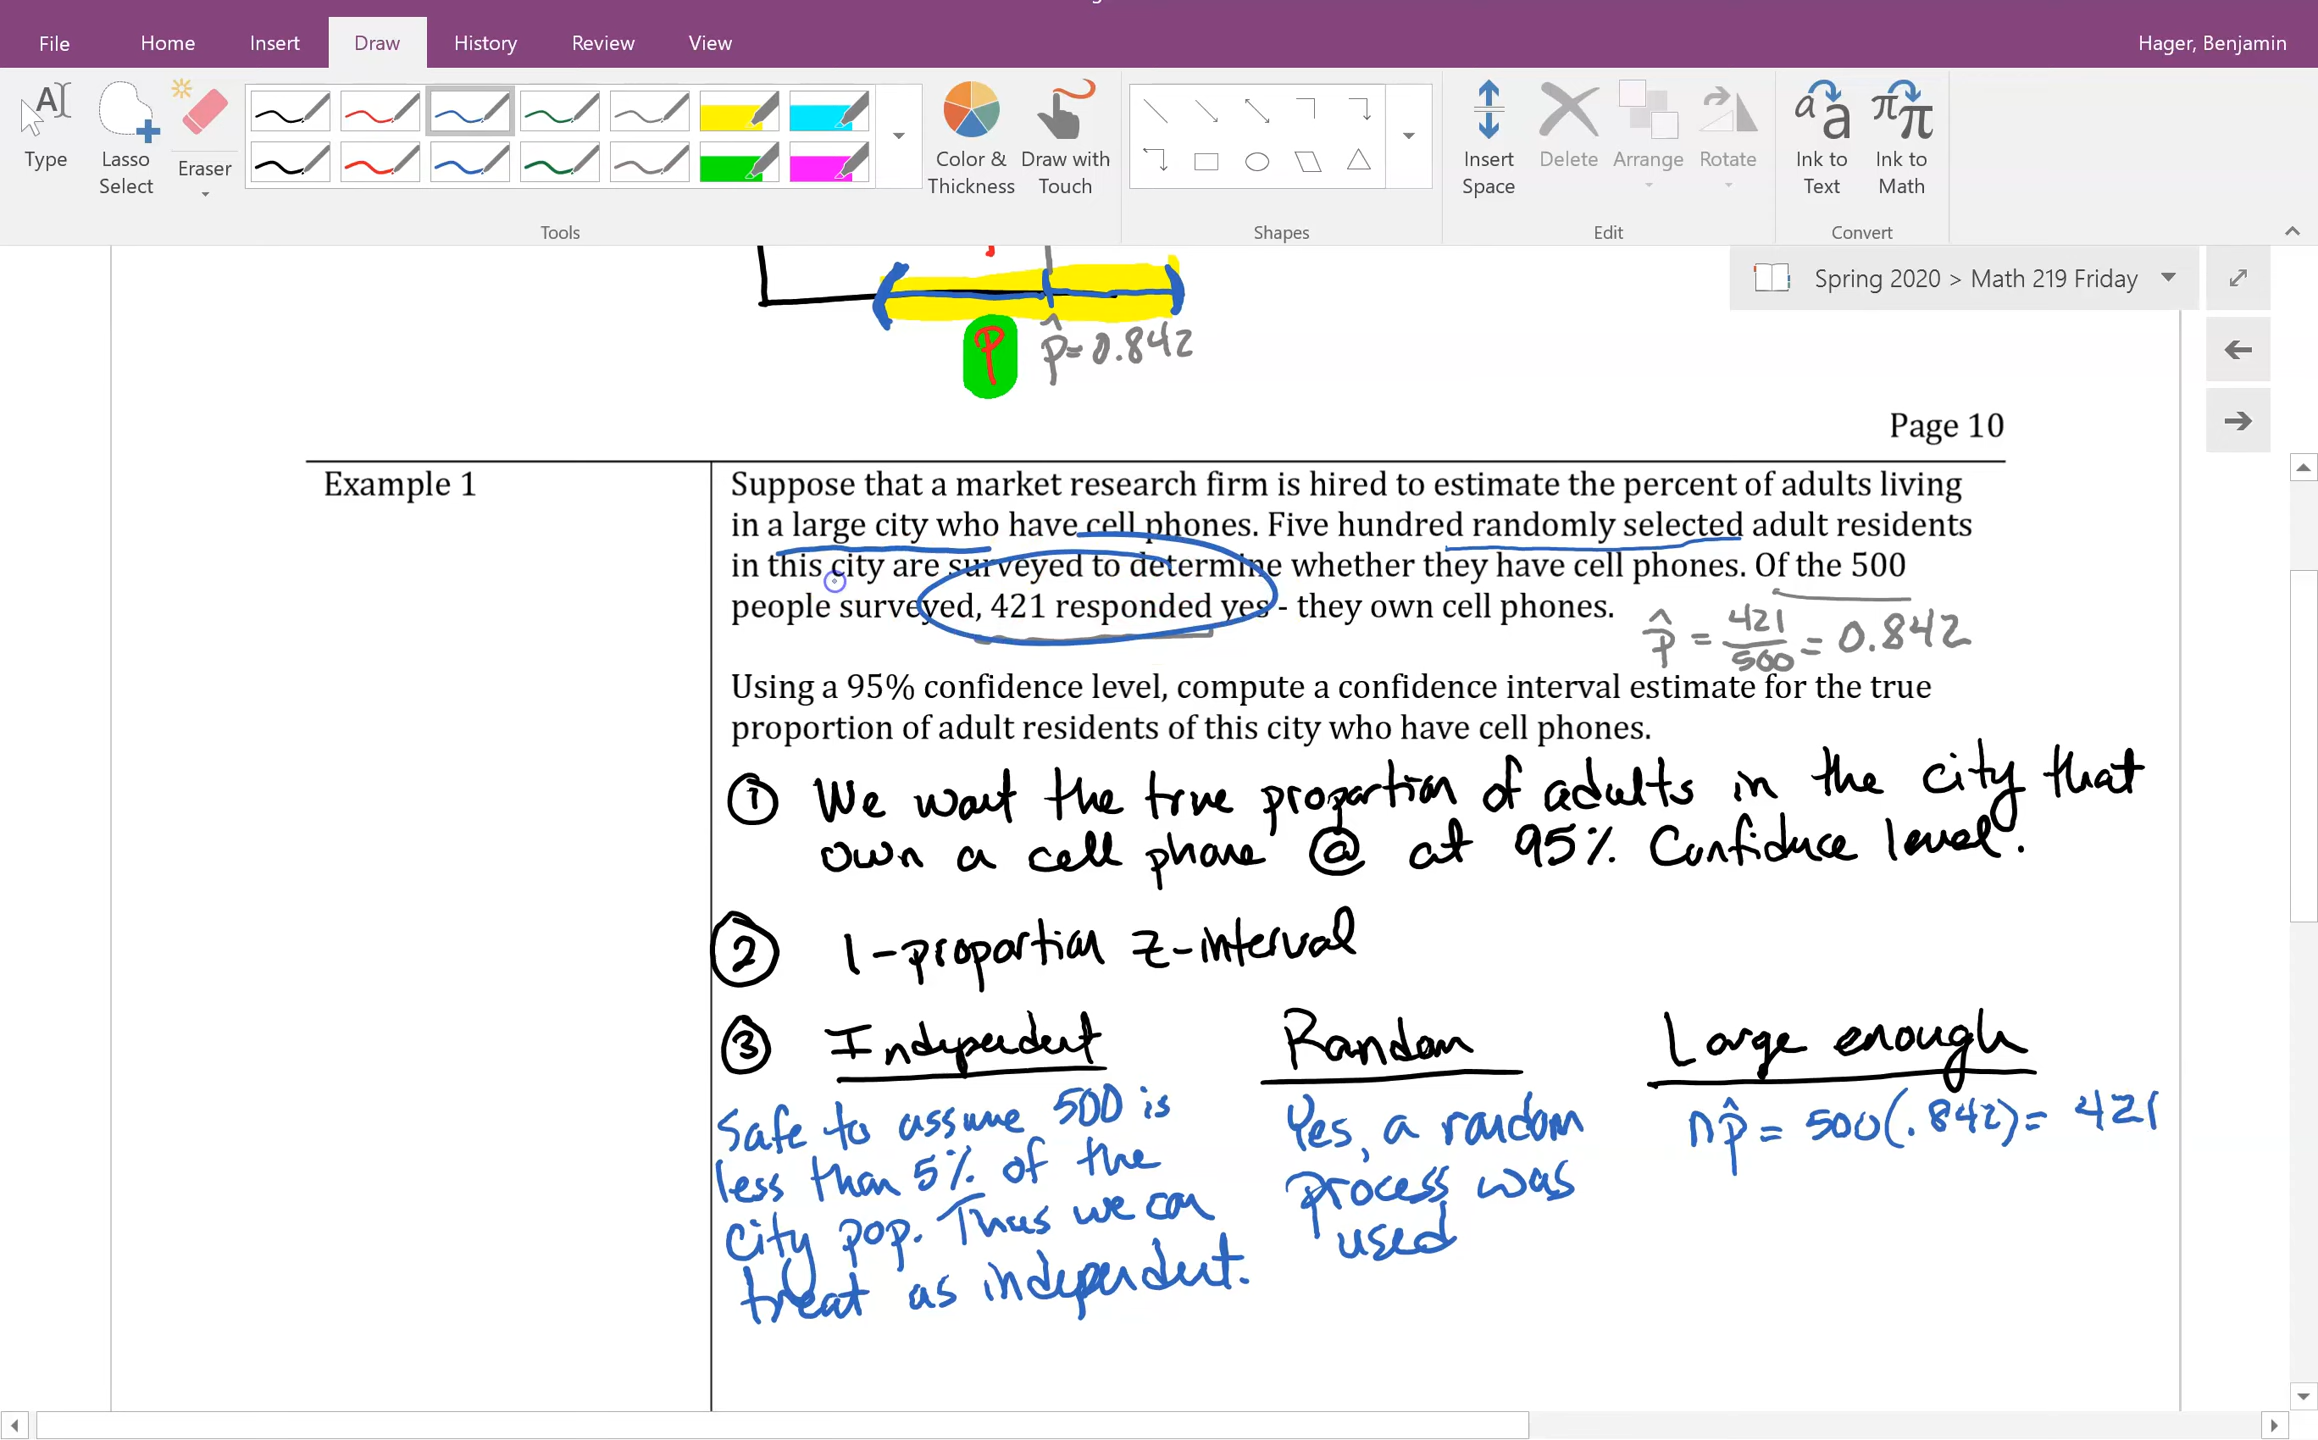 File Home Insert Draw History Review View Hager, Benjamin
Type Lasso Select Eraser Color & Thickness Draw with Touch Insert Space Delete Arrange Rotate Ink to Text Ink to Math
Tools Shapes Edit Convert
Spring 2020 > Math 219 Friday
P p̂=0.842
Page 10
Example 1
Suppose that a market research firm is hired to estimate the percent of adults living
in a large city who have cell phones. Five hundred randomly selected adult residents
in this city are surveyed to determine whether they have cell phones. Of the 500
people surveyed, 421 responded yes - they own cell phones.
p̂ = 421/500 = 0.842
Using a 95% confidence level, compute a confidence interval estimate for the true
proportion of adult residents of this city who have cell phones.
① We want the true proportion of adults in the city that
own a cell phone @ at 95% Confidence level.
② 1-proportion z-interval
③ Independent Random Large enough
Safe to assume 500 is
less than 5% of the
city pop. Thus we can
treat as independent.
Yes, a random
process was
used
np̂ = 500(.842)= 421